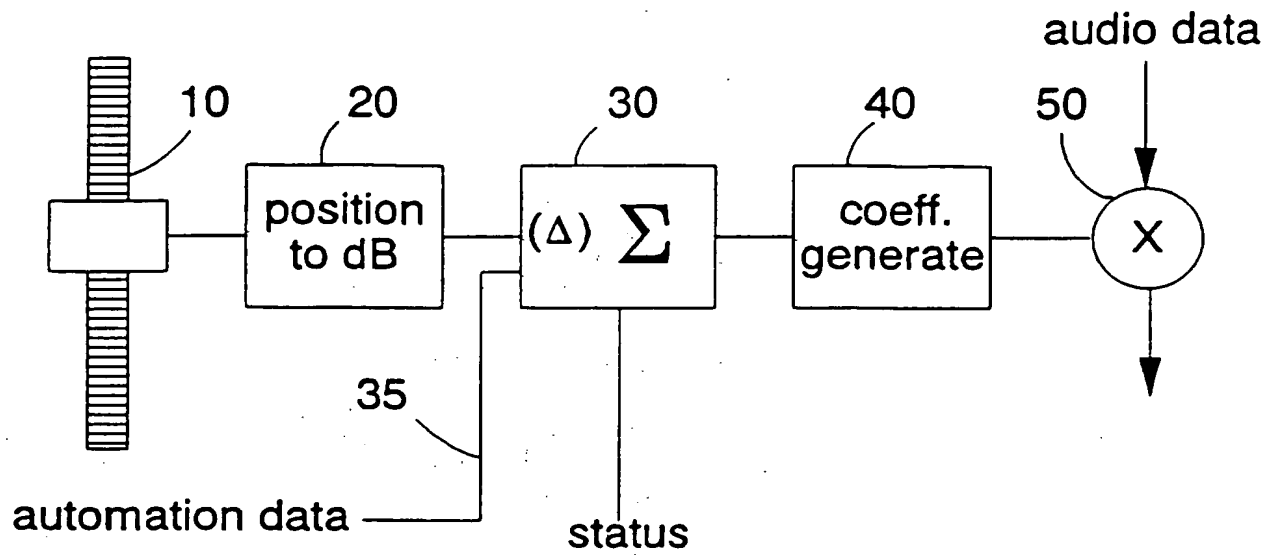 audio data
10
20
30
40
50
position
to dB
(Δ) Σ
coeff.
generate
X
35
automation data
status